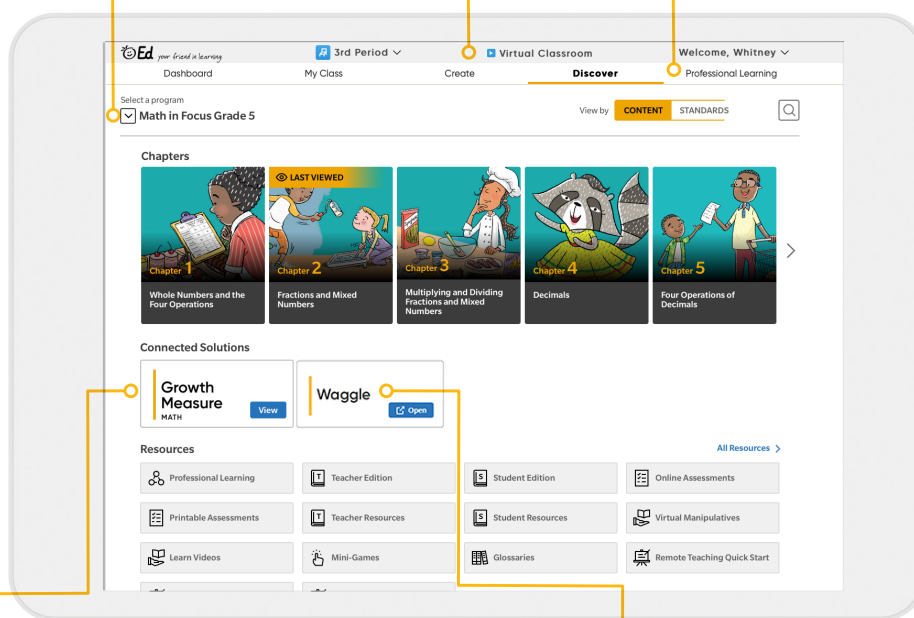 Ed your friend in learning
3rd Period
Virtual Classroom
Welcome, Whitney
Dashboard
My Class
Create
Discover
Professional Learning
Select a program
Math in Focus Grade 5
View by
CONTENT
STANDARDS
Chapters
LAST VIEWED
Chapter 1
Whole Numbers and the
Four Operations
Chapter 2
Fractions and Mixed
Numbers
Chapter 3
Multiplying and Dividing
Fractions and Mixed
Numbers
Chapter 4
Decimals
Chapter 5
Four Operations of
Decimals
Connected Solutions
Growth
Measure
MATH
View
Waggle
Open
Resources
All Resources
Professional Learning
T Teacher Edition
S Student Edition
Online Assessments
Printable Assessments
T Teacher Resources
S Student Resources
Virtual Manipulatives
Learn Videos
Mini-Games
Glossaries
Remote Teaching Quick Start